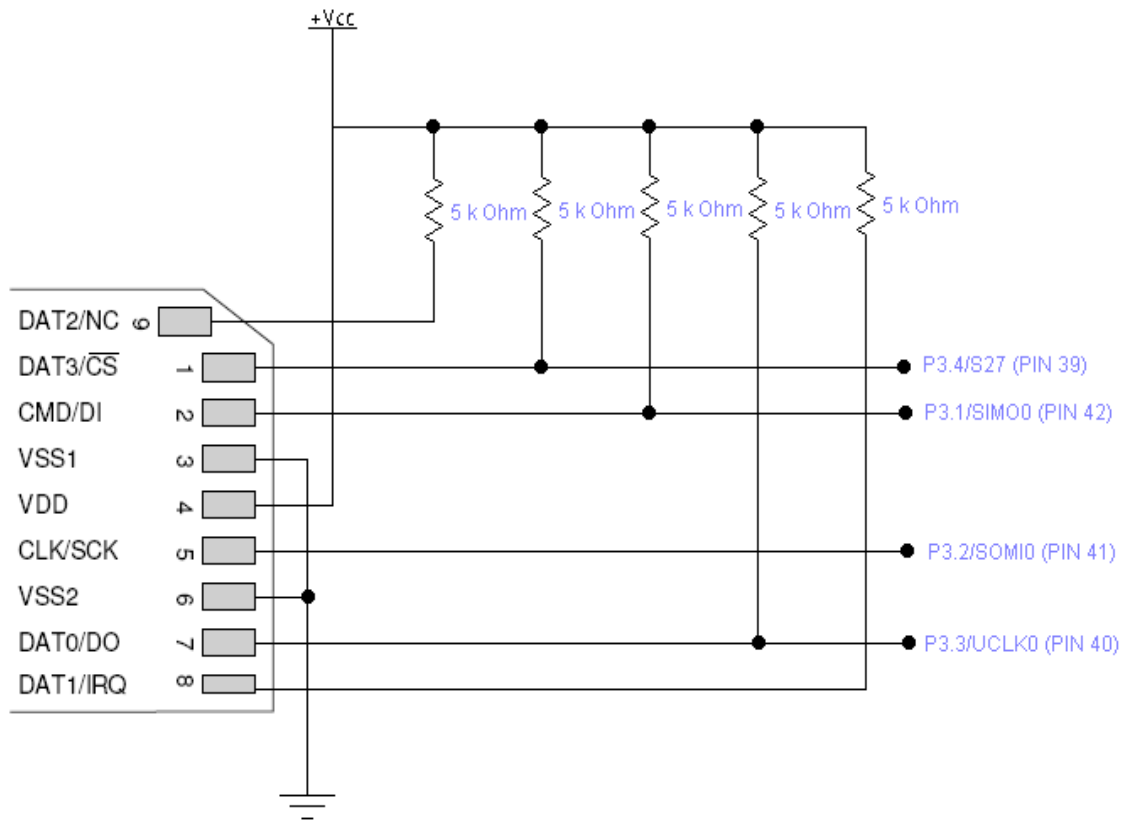 +Vcc
5 k Ohm
5 k Ohm
5 k Ohm
5 k Ohm
5 k Ohm
DAT2/NC 9
DAT3/CS 1
P3.4/S27 (PIN 39)
CMD/DI 2
P3.1/SIMO0 (PIN 42)
VSS1 3
VDD 4
CLK/SCK 5
P3.2/SOMI0 (PIN 41)
VSS2 6
DAT0/DO 7
P3.3/UCLK0 (PIN 40)
DAT1/IRQ 8